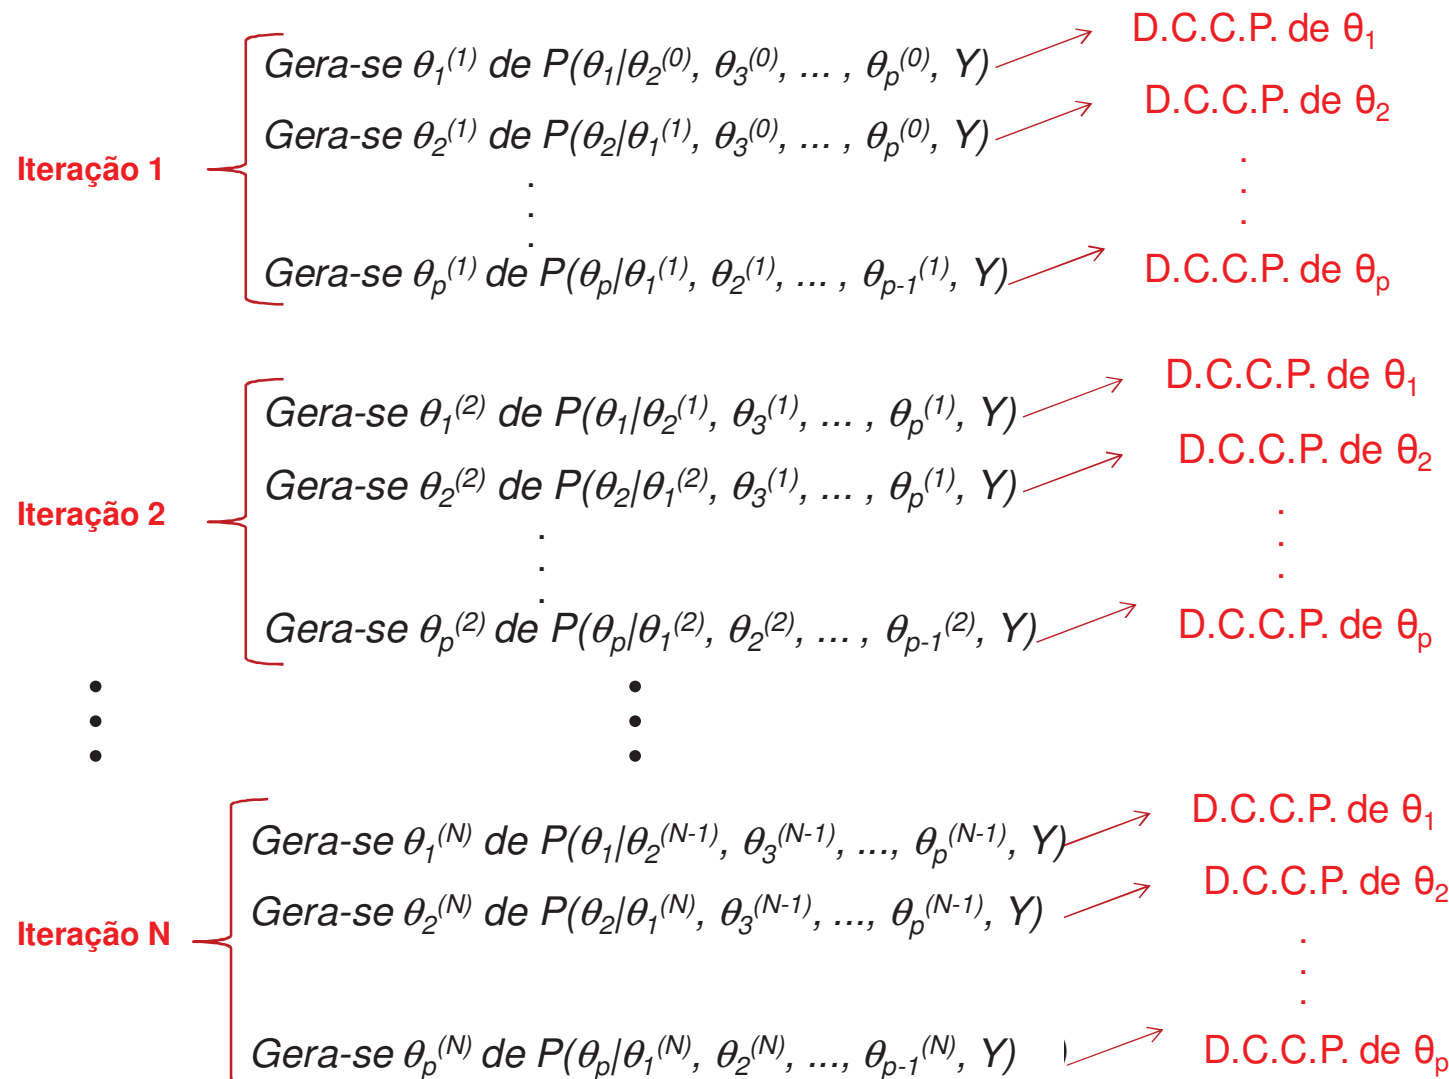 Gera-se θ₁⁽¹⁾ de P(θ₁|θ₂⁽⁰⁾, θ₃⁽⁰⁾, ... , θₚ⁽⁰⁾, Y) D.C.C.P. de θ₁
Gera-se θ₂⁽¹⁾ de P(θ₂|θ₁⁽¹⁾, θ₃⁽⁰⁾, ... , θₚ⁽⁰⁾, Y) D.C.C.P. de θ₂
Iteração 1
Gera-se θₚ⁽¹⁾ de P(θₚ|θ₁⁽¹⁾, θ₂⁽¹⁾, ... , θₚ₋₁⁽¹⁾, Y) D.C.C.P. de θₚ
Gera-se θ₁⁽²⁾ de P(θ₁|θ₂⁽¹⁾, θ₃⁽¹⁾, ... , θₚ⁽¹⁾, Y) D.C.C.P. de θ₁
Gera-se θ₂⁽²⁾ de P(θ₂|θ₁⁽²⁾, θ₃⁽¹⁾, ... , θₚ⁽¹⁾, Y) D.C.C.P. de θ₂
Iteração 2
Gera-se θₚ⁽²⁾ de P(θₚ|θ₁⁽²⁾, θ₂⁽²⁾, ... , θₚ₋₁⁽²⁾, Y) D.C.C.P. de θₚ
Gera-se θ₁⁽ᴺ⁾ de P(θ₁|θ₂⁽ᴺ⁻¹⁾, θ₃⁽ᴺ⁻¹⁾, ..., θₚ⁽ᴺ⁻¹⁾, Y) D.C.C.P. de θ₁
Gera-se θ₂⁽ᴺ⁾ de P(θ₂|θ₁⁽ᴺ⁾, θ₃⁽ᴺ⁻¹⁾, ..., θₚ⁽ᴺ⁻¹⁾, Y) D.C.C.P. de θ₂
Iteração N
Gera-se θₚ⁽ᴺ⁾ de P(θₚ|θ₁⁽ᴺ⁾, θ₂⁽ᴺ⁾, ..., θₚ₋₁⁽ᴺ⁾, Y) D.C.C.P. de θₚ